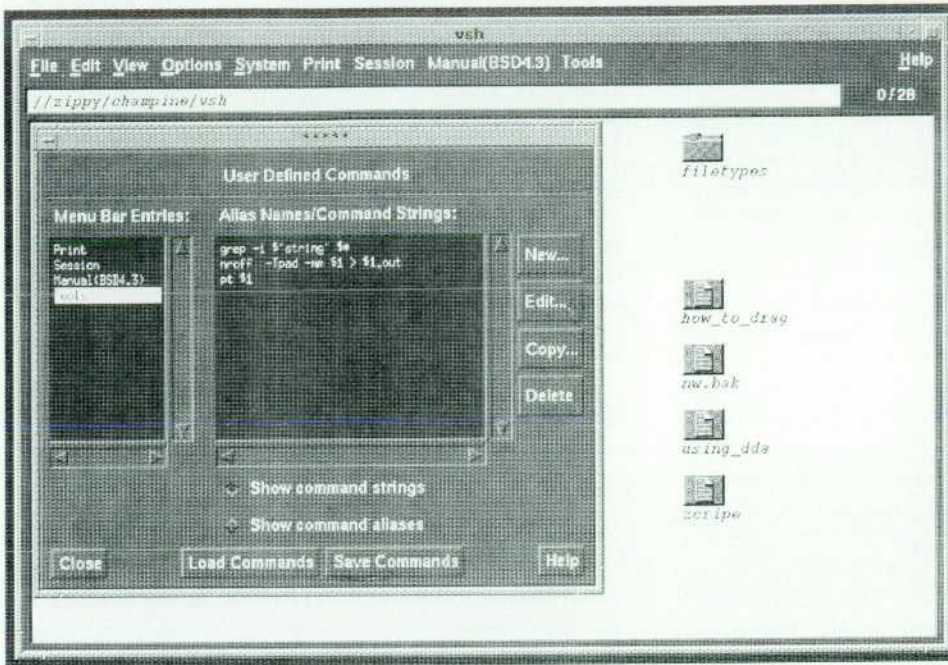 vsh
File Edit View Options System Print Session Manual(BSD4.3) Tools Help
//zippy/champine/vsh
0/28
*****
User Defined Commands
Menu Bar Entries:
Alias Names/Command Strings:
Print
Session
Manual(BSD4.3)
grep -i $"string" $*
nroff -Tpad -mm $1 > $1.out
pt $1
New...
Edit...
Copy...
Delete
Show command strings
Show command aliases
Close
Load Commands
Save Commands
Help
filetypes
how_to_drag
nw.bak
using_dde